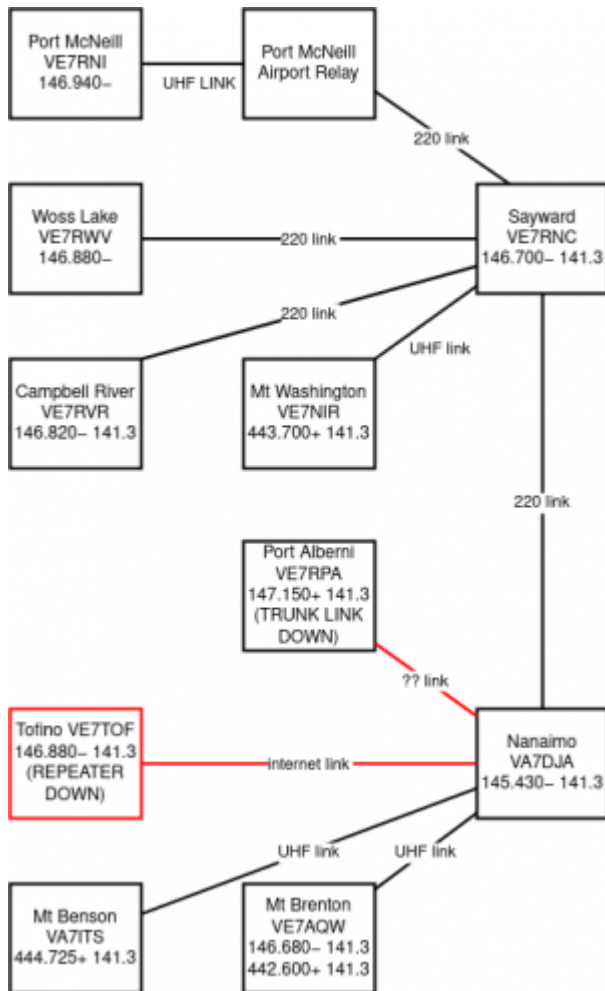 Port McNeill
VE7RNI
146.940−
UHF LINK
Port McNeill
Airport Relay
220 link
Woss Lake
VE7RWV
146.880−
220 link
Sayward
VE7RNC
146.700− 141.3
220 link
UHF link
Campbell River
VE7RVR
146.820− 141.3
Mt Washington
VE7NIR
443.700+ 141.3
220 link
Port Alberni
VE7RPA
147.150+ 141.3
(TRUNK LINK
DOWN)
?? link
Tofino VE7TOF
146.880− 141.3
(REPEATER
DOWN)
internet link
Nanaimo
VA7DJA
145.430− 141.3
UHF link
UHF link
Mt Benson
VA7ITS
444.725+ 141.3
Mt Brenton
VE7AQW
146.680− 141.3
442.600+ 141.3